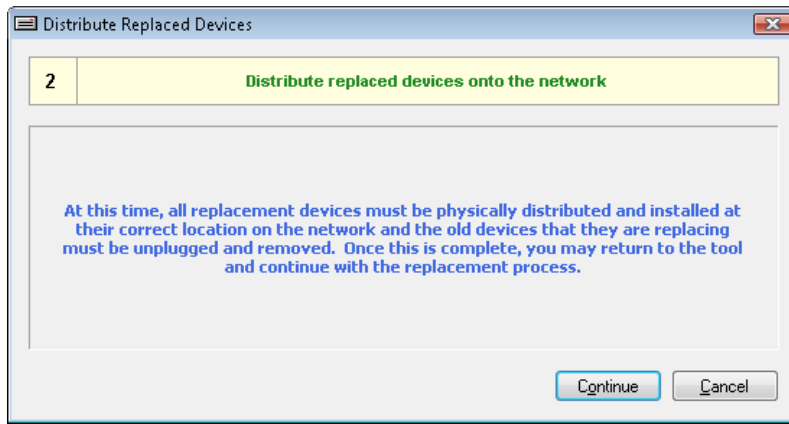 Distribute Replaced Devices
2
Distribute replaced devices onto the network
At this time, all replacement devices must be physically distributed and installed at
their correct location on the network and the old devices that they are replacing
must be unplugged and removed.  Once this is complete, you may return to the tool
and continue with the replacement process.
Continue
Cancel